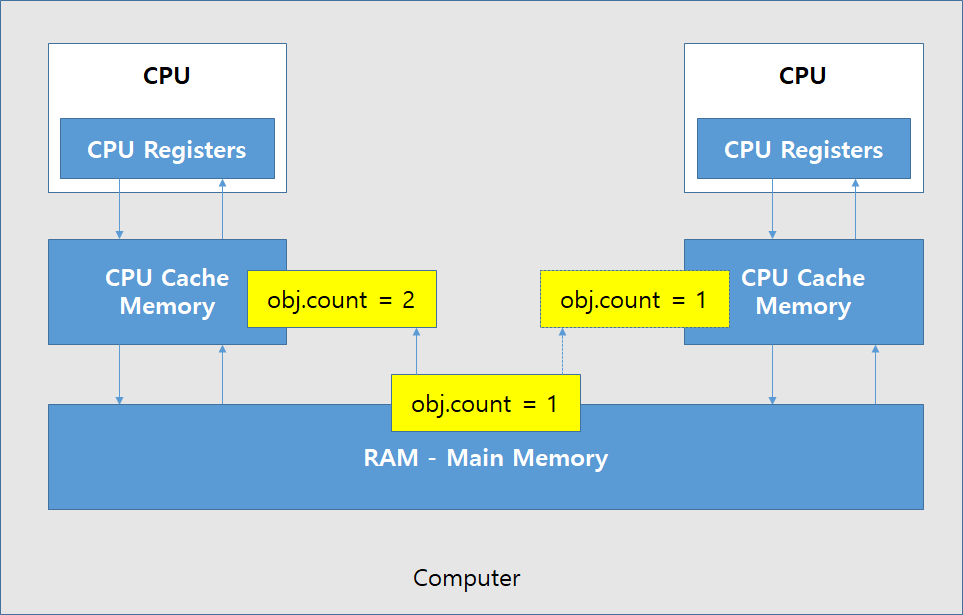 CPU
CPU Registers
CPU
CPU Registers
CPU Cache
Memory
obj.count = 2
obj.count = 1
CPU Cache
Memory
obj.count = 1
RAM - Main Memory
Computer